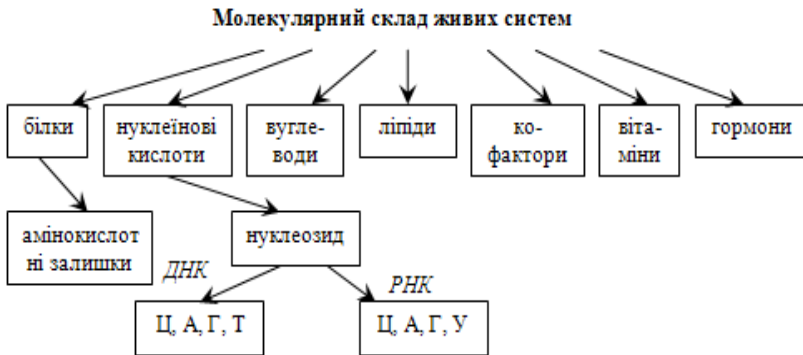 Молекулярний склад живих систем
білки
нуклеїнові
кислоти
вугле-
води
ліпіди
ко-
фактори
віта-
міни
гормони
амінокислот
ні залишки
нуклеозид
ДНК
РНК
Ц, А, Г, Т
Ц, А, Г, У